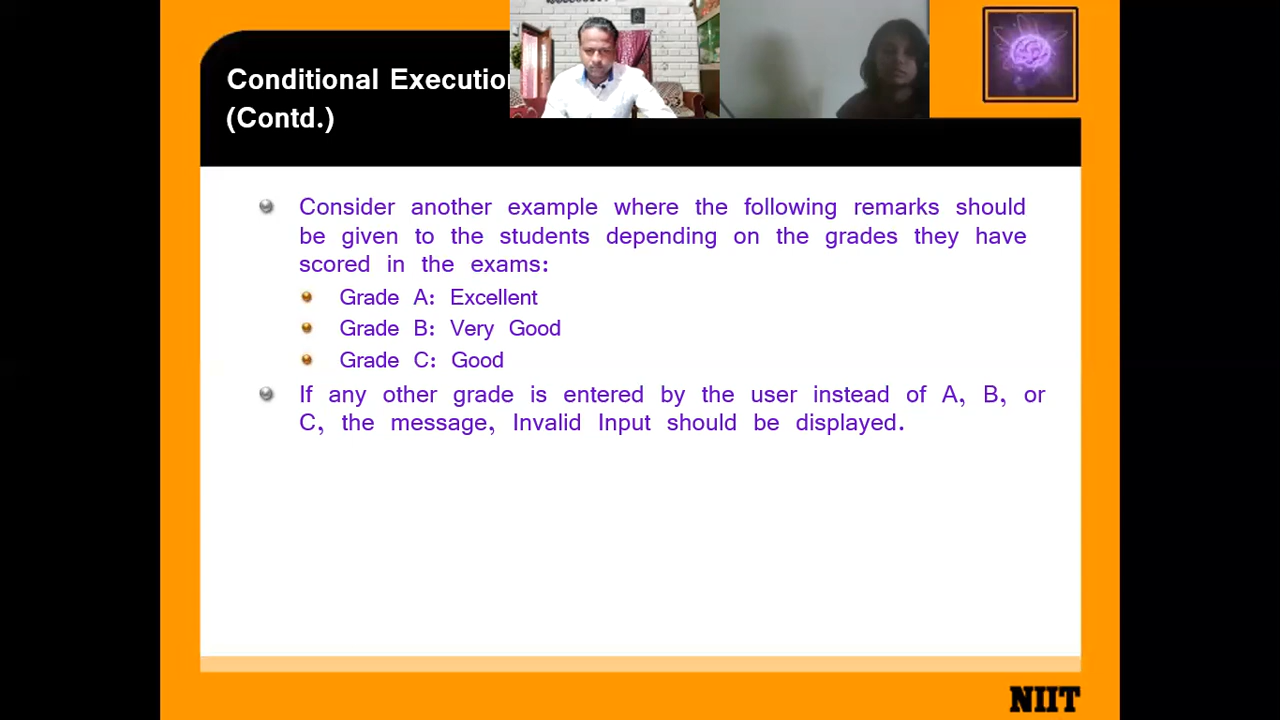 Conditional Executio
(Contd.)
Consider another example where the following remarks should
be given to the students depending on the grades they have
scored in the exams:
Grade A: Excellent
Grade B: Very Good
Grade C: Good
If any other grade is entered by the user instead of A, B, or
C, the message, Invalid Input should be displayed.
NIIT